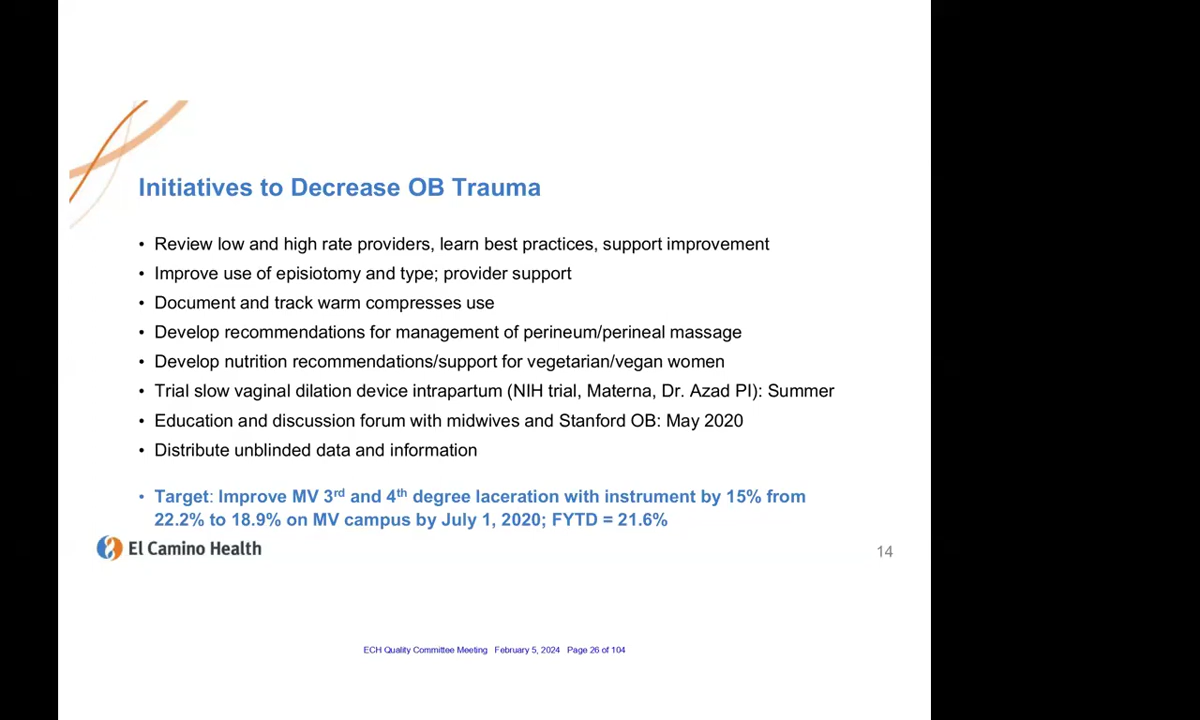 Initiatives to Decrease OB Trauma
• Review low and high rate providers, learn best practices, support improvement
• Improve use of episiotomy and type; provider support
• Document and track warm compresses use
• Develop recommendations for management of perineum/perineal massage
• Develop nutrition recommendations/support for vegetarian/vegan women
• Trial slow vaginal dilation device intrapartum (NIH trial, Materna, Dr. Azad PI): Summer
• Education and discussion forum with midwives and Stanford OB: May 2020
• Distribute unblinded data and information
• Target: Improve MV 3rd and 4th degree laceration with instrument by 15% from
22.2% to 18.9% on MV campus by July 1, 2020; FYTD = 21.6%
El Camino Health
14
ECH Quality Committee Meeting February 5, 2024 Page 26 of 104